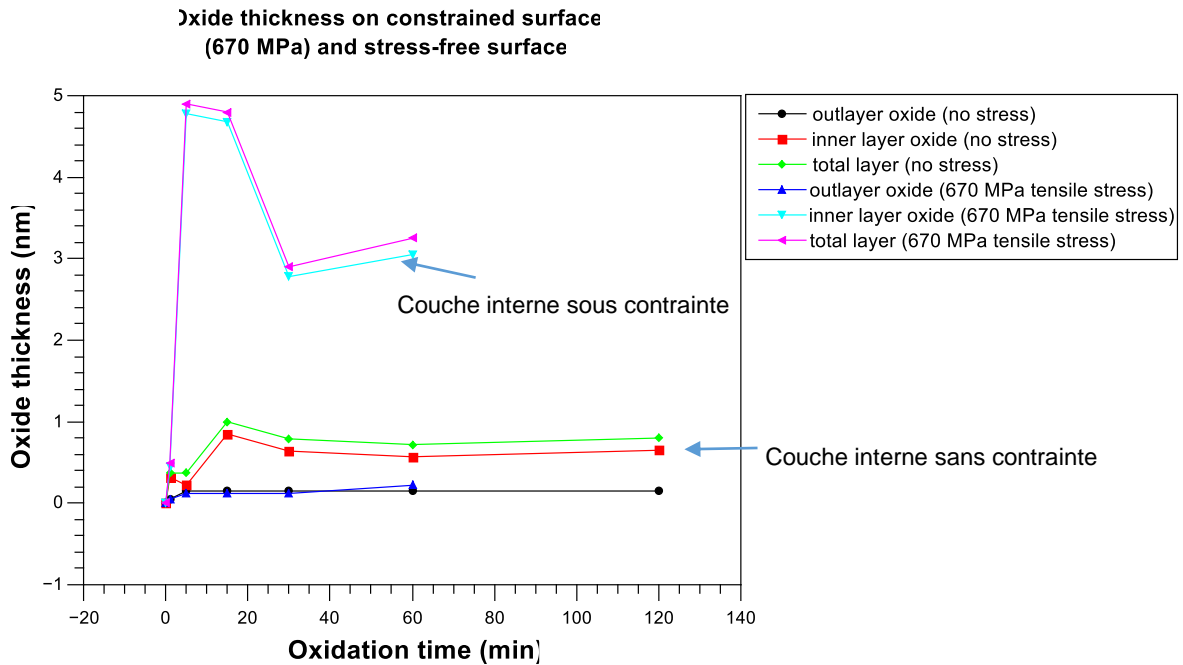 Oxide thickness on constrained surface
(670 MPa) and stress-free surface
5
4
3
2
1
0
−1
Oxide thickness (nm)
−20 0 20 40 60 80 100 120 140
Oxidation time (min)
outlayer oxide (no stress)
inner layer oxide (no stress)
total layer (no stress)
outlayer oxide (670 MPa tensile stress)
inner layer oxide (670 MPa tensile stress)
total layer (670 MPa tensile stress)
Couche interne sous contrainte
Couche interne sans contrainte